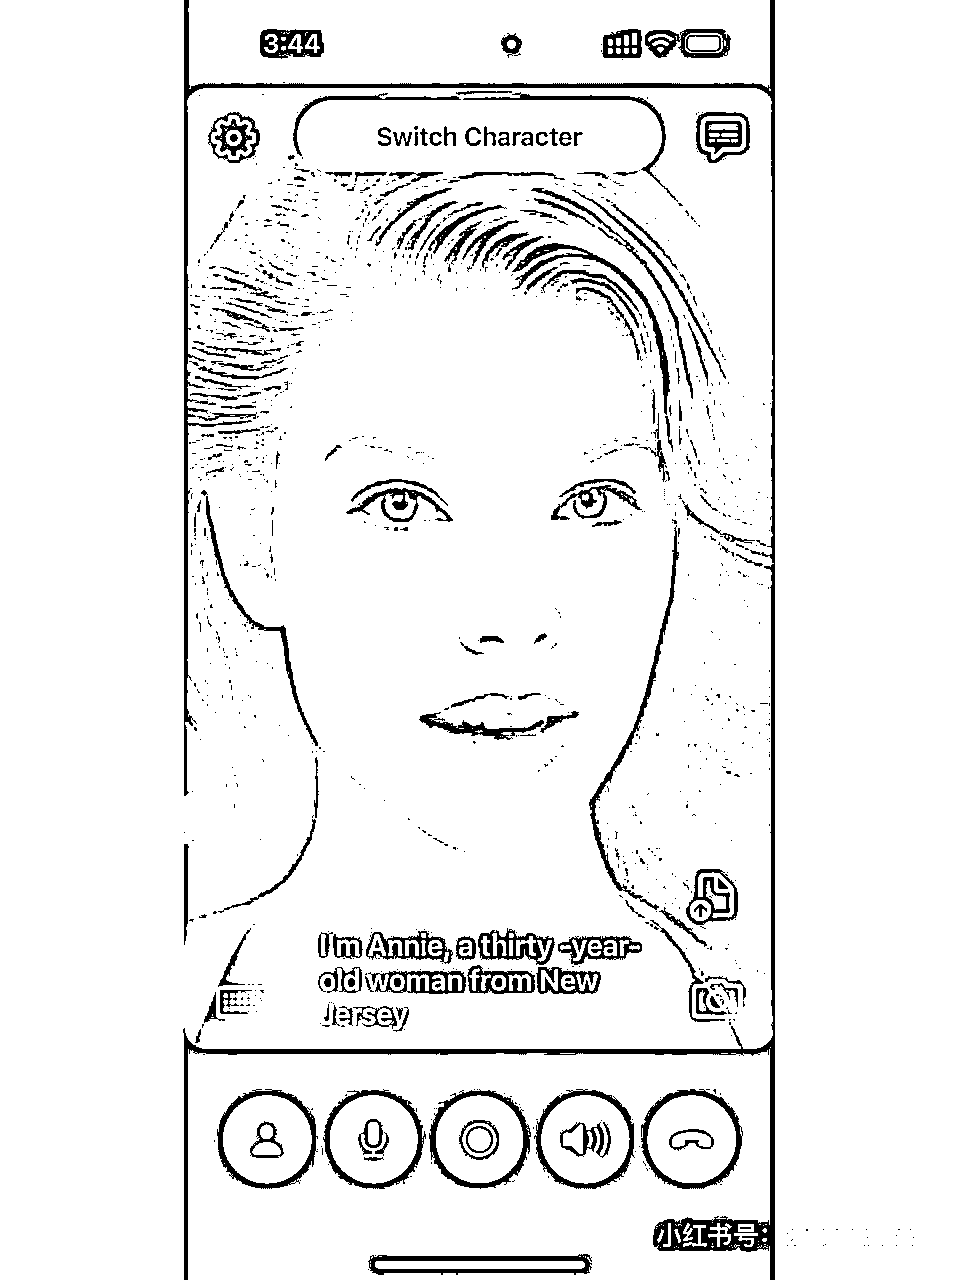 3:44
Switch Character
I'm Annie, a thirty -year-
old woman from New
Jersey
小红书号：